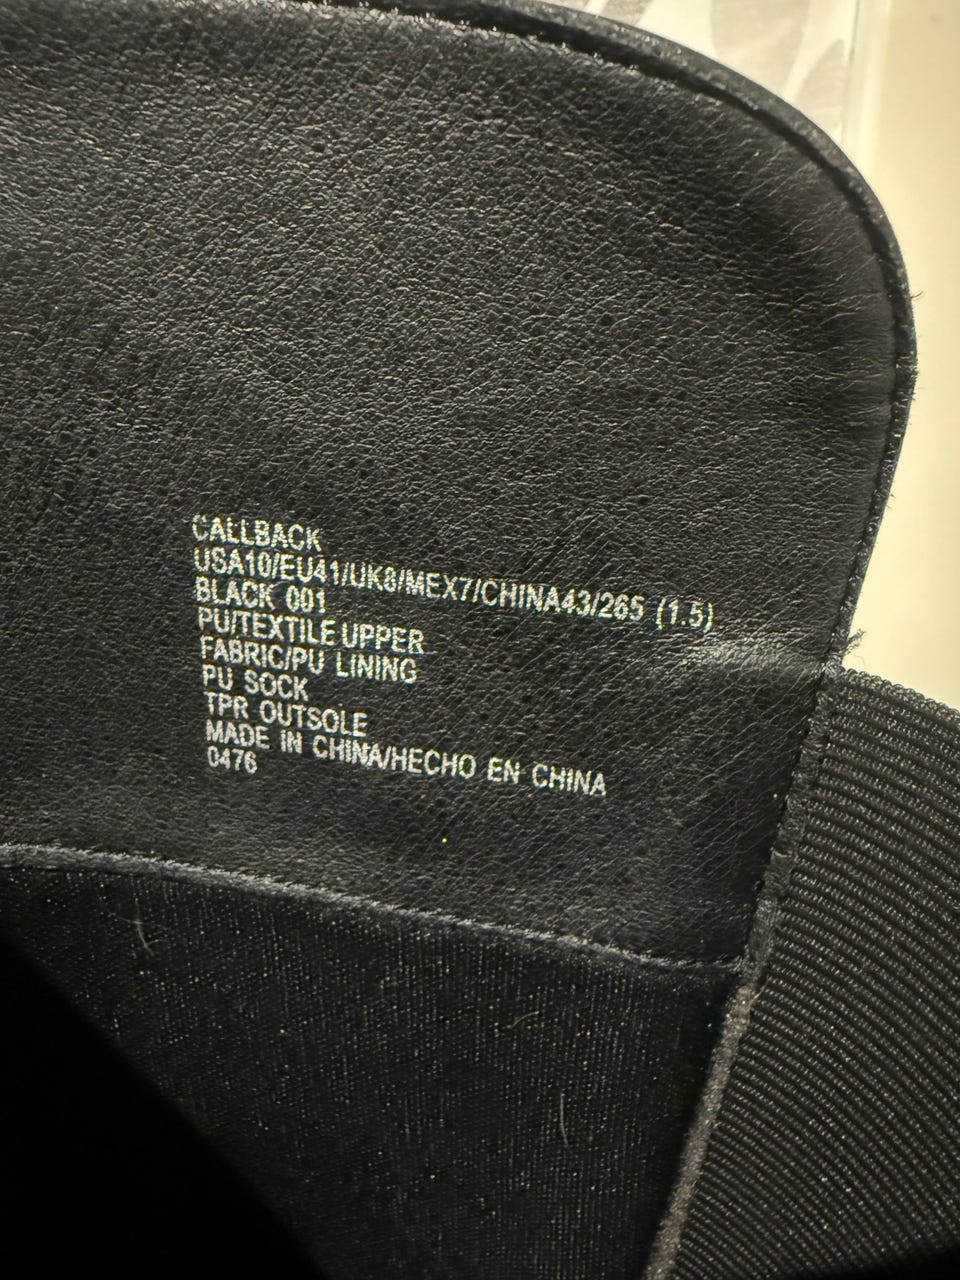 CALLBACK
USA10/EU41/UK8/MEX7/CHINA43/265 (1.5)
BLACK 001
PU/TEXTILE UPPER
FABRIC/PU LINING
PU SOCK
TPR OUTSOLE
MADE IN CHINA/HECHO EN CHINA
0476